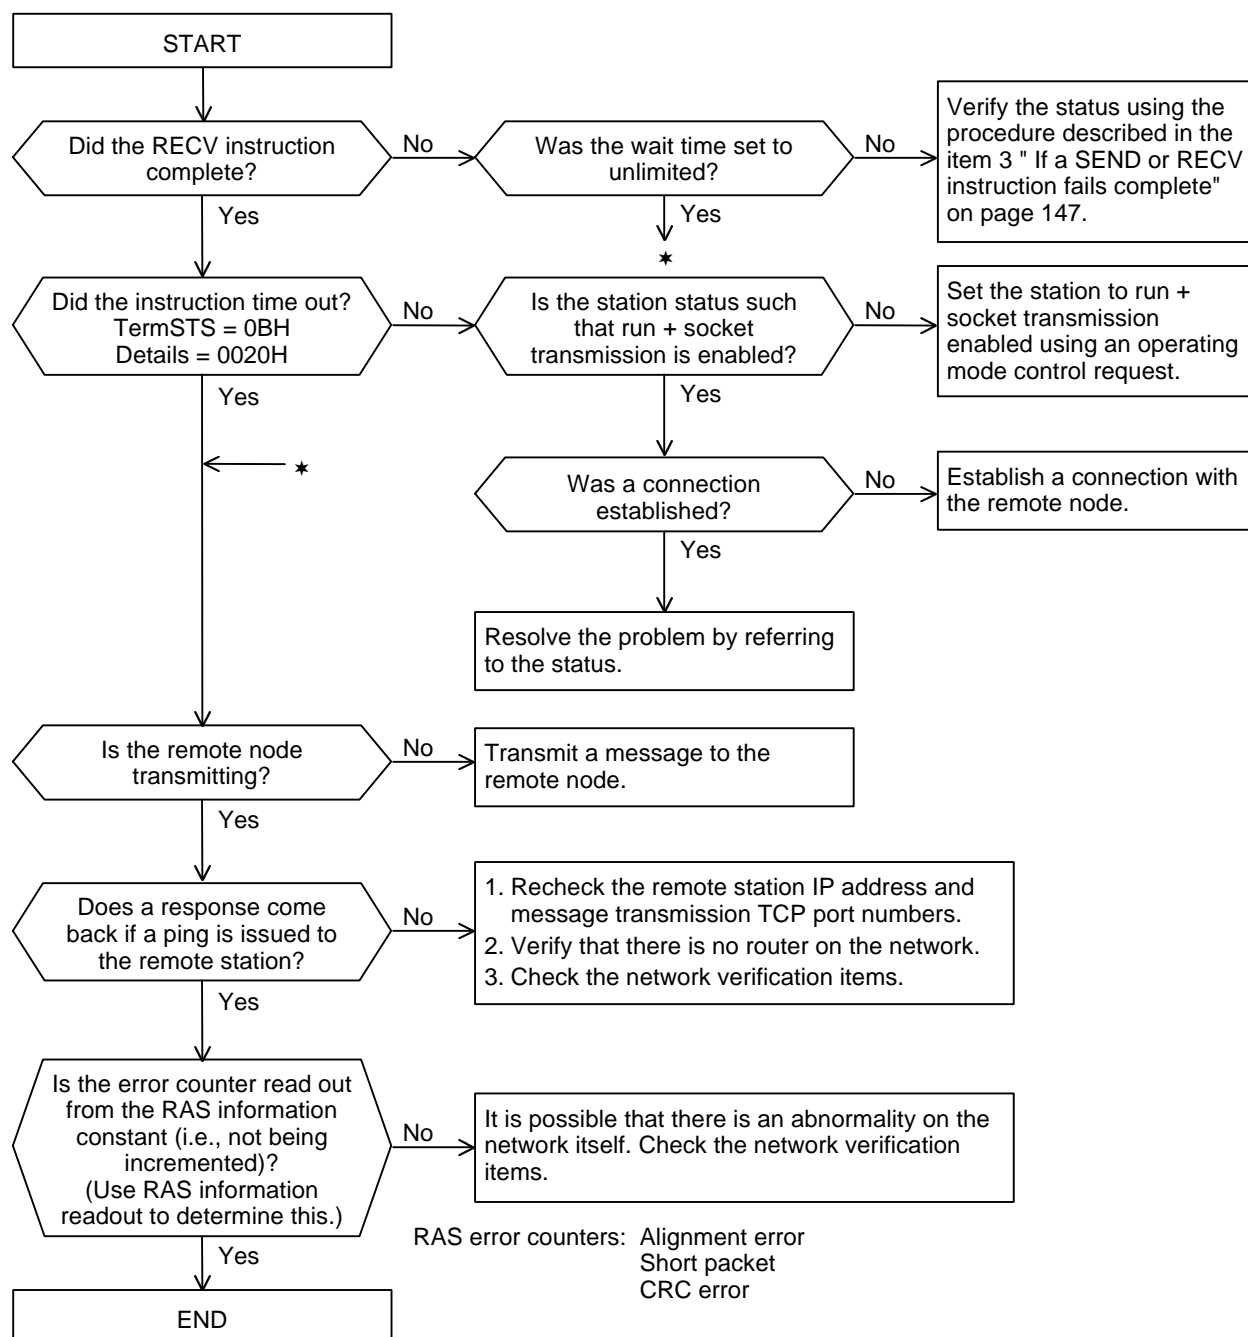 START
Did the RECV instruction
complete?
No
Was the wait time set to
unlimited?
No
Verify the status using the
procedure described in the
item 3 " If a SEND or RECV
instruction fails complete"
on page 147.
Yes
Yes
★
Did the instruction time out?
TermSTS = 0BH
Details = 0020H
No
Is the station status such
that run + socket
transmission is enabled?
No
Set the station to run +
socket transmission
enabled using an operating
mode control request.
Yes
Yes
★
Was a connection
established?
No
Establish a connection with
the remote node.
Yes
Resolve the problem by referring
to the status.
Is the remote node
transmitting?
No
Transmit a message to the
remote node.
Yes
Does a response come
back if a ping is issued to
the remote station?
No
1. Recheck the remote station IP address and
message transmission TCP port numbers.
2. Verify that there is no router on the network.
3. Check the network verification items.
Yes
Is the error counter read out
from the RAS information
constant (i.e., not being
incremented)?
(Use RAS information
readout to determine this.)
No
It is possible that there is an abnormality on the
network itself. Check the network verification
items.
Yes
RAS error counters: Alignment error
Short packet
CRC error
END